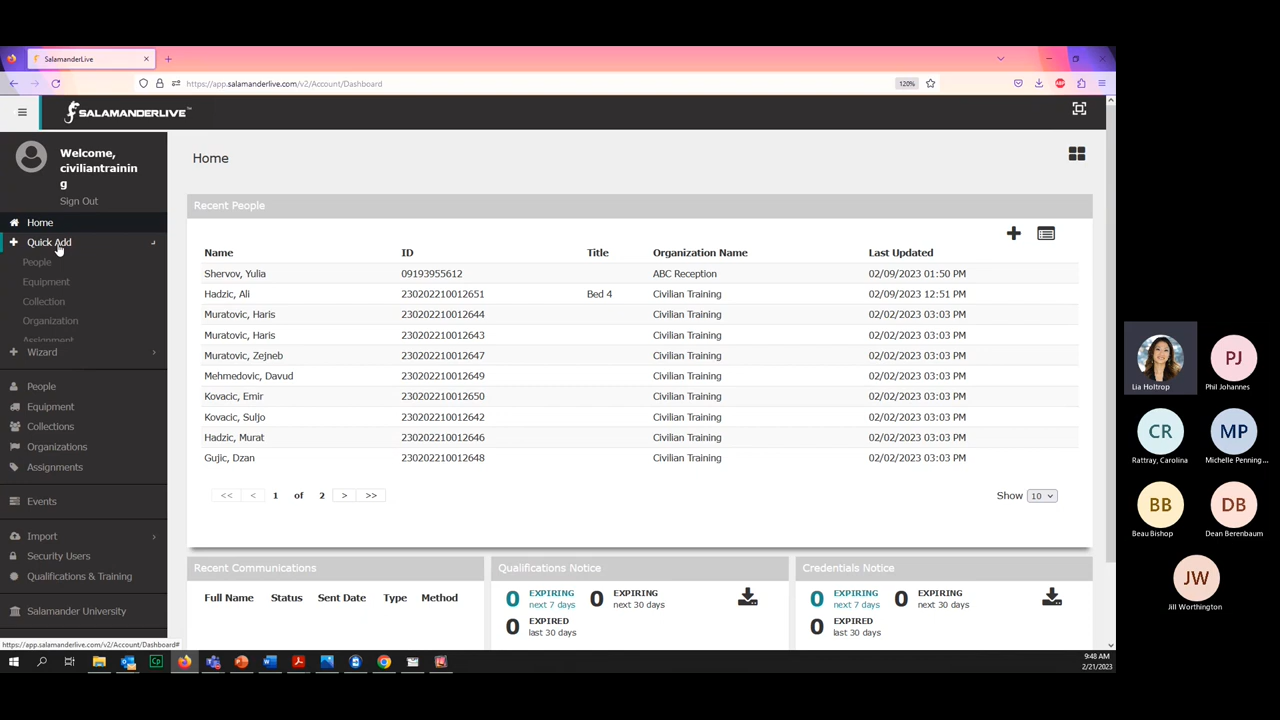 SalamanderLive
https://app.salamanderlive.com/v2/Account/Dashboard
120%
SALAMANDERLIVE™
Welcome,
civiliantrainin
g
Sign Out
Home
Quick Add
People
Equipment
Collection
Organization
Assignment
Wizard
People
Equipment
Collections
Organizations
Assignments
Events
Import
Security Users
Qualifications & Training
Salamander University
https://app.salamanderlive.com/v2/Account/Dashboard#
Home
Recent People
Name ID Title Organization Name Last Updated
Shervov, Yulia 09193955612 ABC Reception 02/09/2023 01:50 PM
Hadzic, Ali 230202210012651 Bed 4 Civilian Training 02/09/2023 12:51 PM
Muratovic, Haris 230202210012644 Civilian Training 02/02/2023 03:03 PM
Muratovic, Haris 230202210012643 Civilian Training 02/02/2023 03:03 PM
Muratovic, Zejneb 230202210012647 Civilian Training 02/02/2023 03:03 PM
Mehmedovic, Davud 230202210012649 Civilian Training 02/02/2023 03:03 PM
Kovacic, Emir 230202210012650 Civilian Training 02/02/2023 03:03 PM
Kovacic, Suljo 230202210012642 Civilian Training 02/02/2023 03:03 PM
Hadzic, Murat 230202210012646 Civilian Training 02/02/2023 03:03 PM
Gujic, Dzan 230202210012648 Civilian Training 02/02/2023 03:03 PM
<< < 1 of 2 > >> Show 10
Recent Communications
Full Name Status Sent Date Type Method
Qualifications Notice
0 EXPIRING next 7 days 0 EXPIRING next 30 days
0 EXPIRED last 30 days
Credentials Notice
0 EXPIRING next 7 days 0 EXPIRING next 30 days
0 EXPIRED last 30 days
9:48 AM
2/21/2023
Lia Holtrop
PJ
Phil Johannes
CR
Rattray, Carolina
MP
Michelle Penning...
BB
Beau Bishop
DB
Dean Berenbaum
JW
Jill Worthington